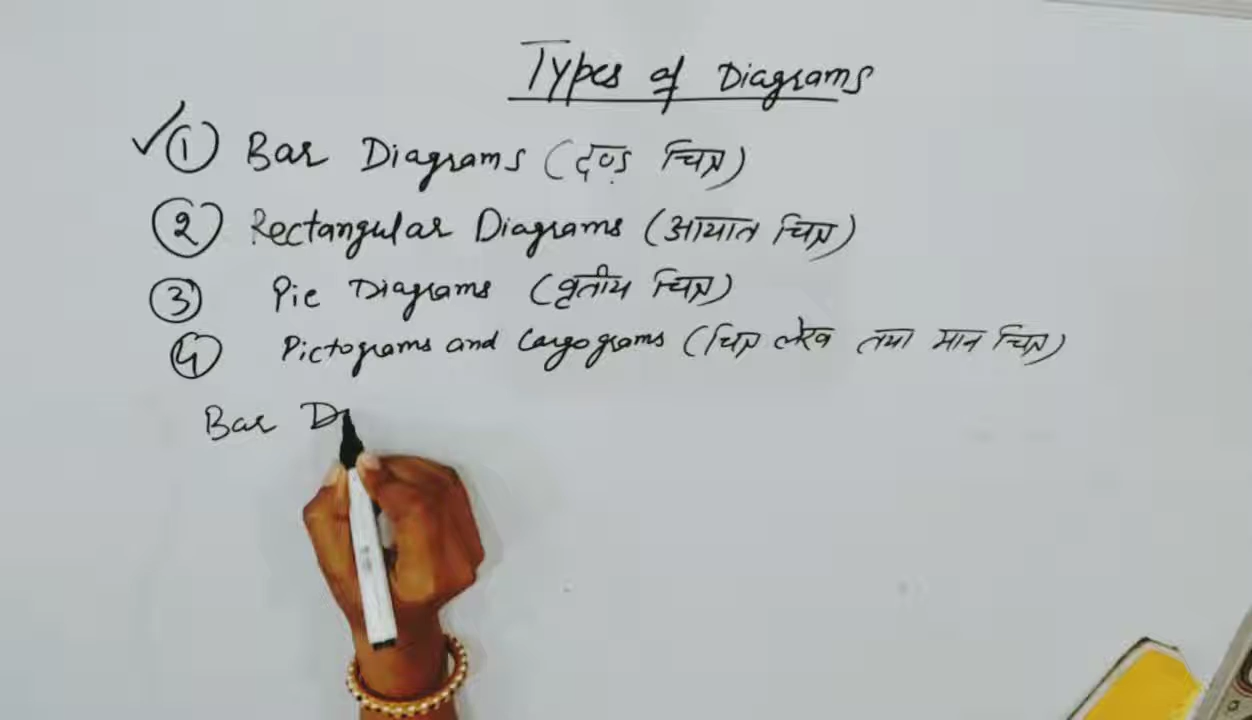 Types of Diagrams
① Bar Diagrams (दण्ड़ चित्र)
② Rectangular Diagrams (आयात चित्र)
③ Pie Diagrams (वृतीय चित्र)
④ Pictograms and Cargograms (चित्र लेख तथा मान चित्र)
Bar D